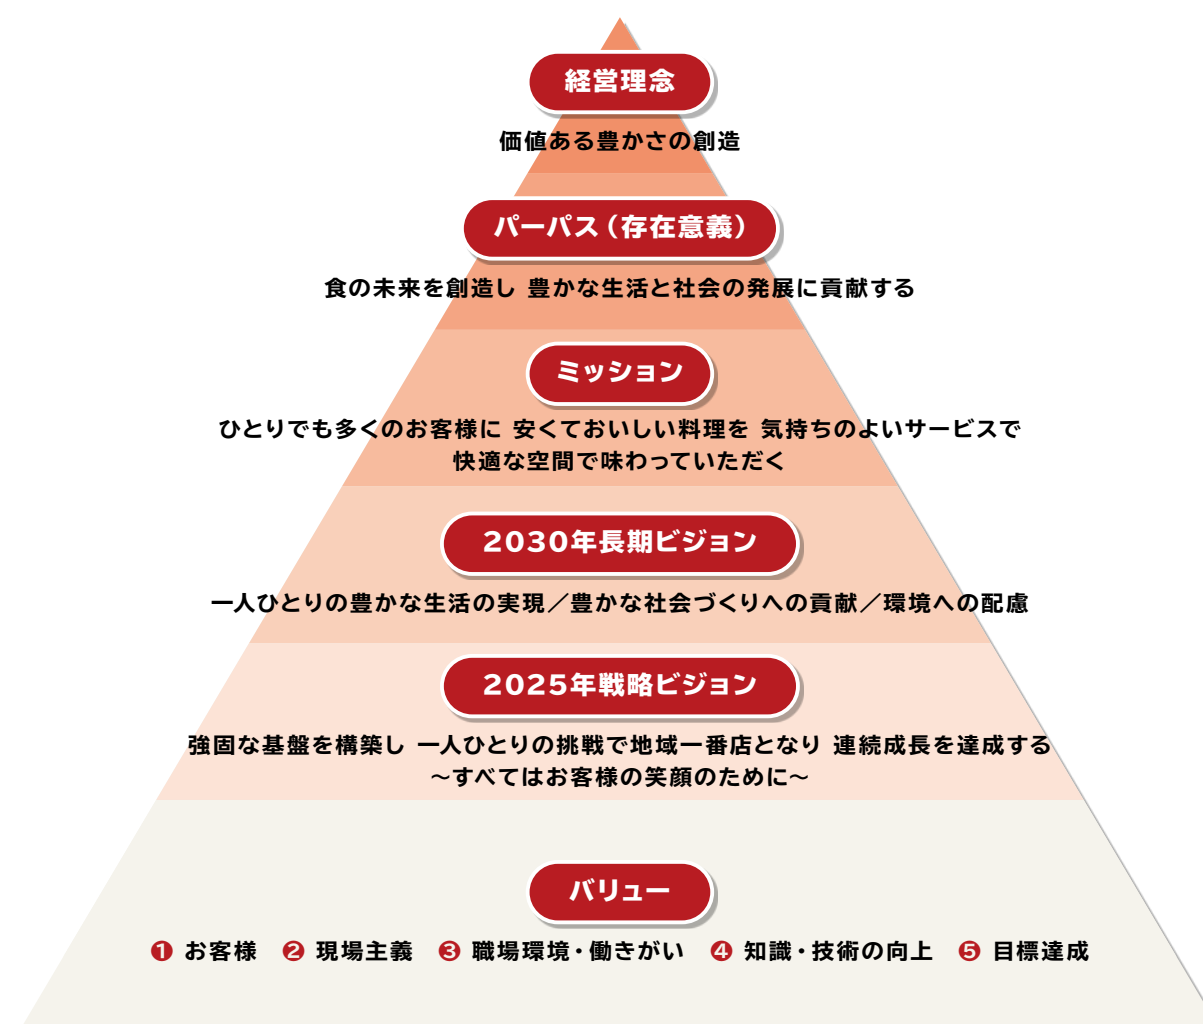 経営理念
価値ある豊かさの創造
パーパス（存在意義）
食の未来を創造し 豊かな生活と社会の発展に貢献する
ミッション
ひとりでも多くのお客様に 安くておいしい料理を 気持ちのよいサービスで
快適な空間で味わっていただく
2030年長期ビジョン
一人ひとりの豊かな生活の実現／豊かな社会づくりへの貢献／環境への配慮
2025年戦略ビジョン
強固な基盤を構築し 一人ひとりの挑戦で地域一番店となり 連続成長を達成する
～すべてはお客様の笑顔のために～
バリュー
❶ お客様 ❷ 現場主義 ❸ 職場環境・働きがい ❹ 知識・技術の向上 ❺ 目標達成